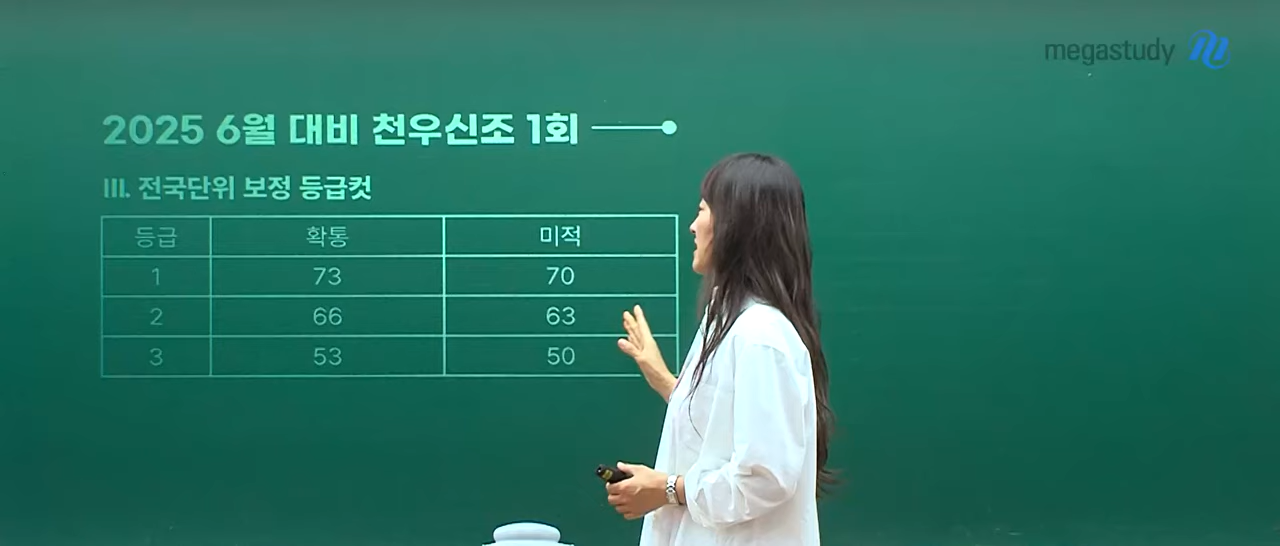 megastudy
2025 6월 대비 천우신조 1회
III. 전국단위 보정 등급컷
등급 확통 미적
1 73 70
2 66 63
3 53 50